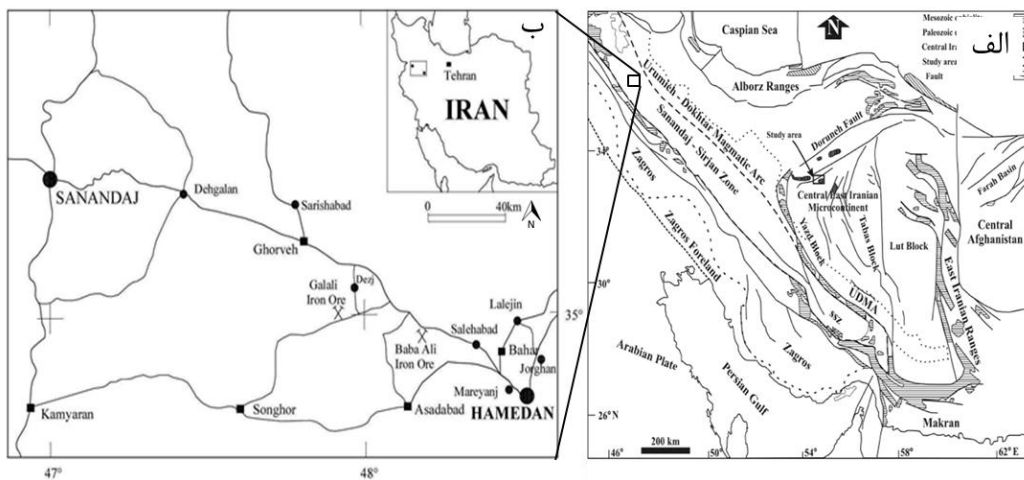 ب
Tehran
IRAN
0
40km
N
SANANDAJ
Dehgalan
Sarishabad
Ghorveh
Galali
Iron Ore
Dezj
Lalejin
35°
Salehabad
Baba Ali
Iron Ore
Bahar
Jorghan
Mareyanj
HAMEDAN
Kamyaran
Songhor
Asadabad
47°
48°
الف
N
Caspian Sea
Mesozoic
Paleozoic
Central
Study area
Fault
Alborz Ranges
Urumieh - Dokhtar Magmatic Arc
Sanandaj - Sirjan Zone
Zagros
Zagros Foreland
Study area
Doruneh Fault
Central East Iranian
Microcontinent
Yazd Block
Tabas Block
Lut Block
Farah Basin
Central
Afghanistan
East Iranian Ranges
34°
30°
26°N
UDMA
SSZ
Zagros
Arabian Plate
Persian Gulf
Makran
200 km
46°
50°
54°
58°
62° E